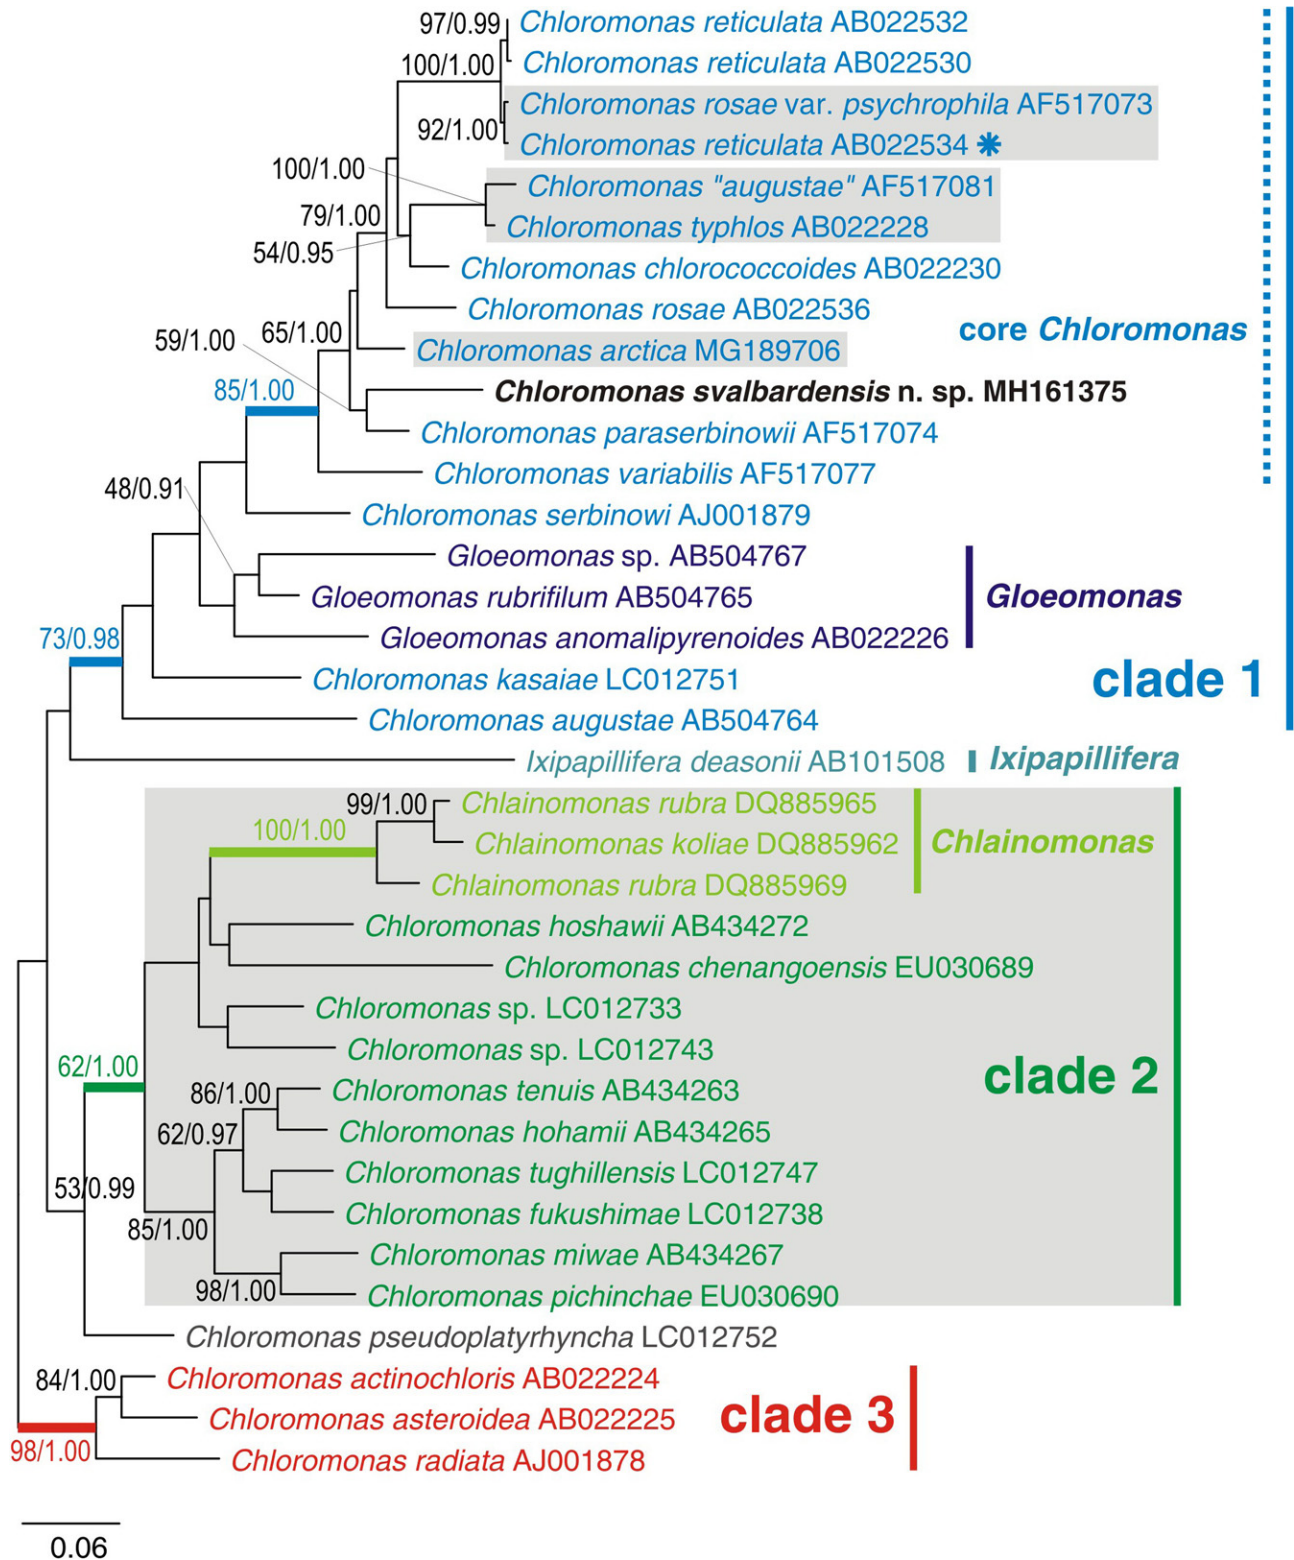 97/0.99
Chloromonas reticulata AB022532
100/1.00
Chloromonas reticulata AB022530
Chloromonas rosae var. psychrophila AF517073
92/1.00
Chloromonas reticulata AB022534 *
100/1.00
Chloromonas "augustae" AF517081
79/1.00
Chloromonas typhlos AB022228
54/0.95
Chloromonas chlorococcoides AB022230
Chloromonas rosae AB022536
core Chloromonas
59/1.00
65/1.00
Chloromonas arctica MG189706
85/1.00
Chloromonas svalbardensis n. sp. MH161375
Chloromonas paraserbinowii AF517074
Chloromonas variabilis AF517077
48/0.91
Chloromonas serbinowi AJ001879
Gloeomonas sp. AB504767
Gloeomonas rubrifilum AB504765
Gloeomonas
Gloeomonas anomalipyrenoides AB022226
73/0.98
Chloromonas kasaiae LC012751
clade 1
Chloromonas augustae AB504764
Ixipapillifera deasonii AB101508
Ixipapillifera
99/1.00
Chlainomonas rubra DQ885965
100/1.00
Chlainomonas koliae DQ885962
Chlainomonas
Chlainomonas rubra DQ885969
Chloromonas hoshawii AB434272
Chloromonas chenangoensis EU030689
Chloromonas sp. LC012733
Chloromonas sp. LC012743
62/1.00
clade 2
86/1.00
Chloromonas tenuis AB434263
62/0.97
Chloromonas hohamii AB434265
Chloromonas tughillensis LC012747
53/0.99
Chloromonas fukushimae LC012738
85/1.00
Chloromonas miwae AB434267
98/1.00
Chloromonas pichinchae EU030690
Chloromonas pseudoplatyrhyncha LC012752
84/1.00
Chloromonas actinochloris AB022224
Chloromonas asteroidea AB022225
clade 3
98/1.00
Chloromonas radiata AJ001878
0.06